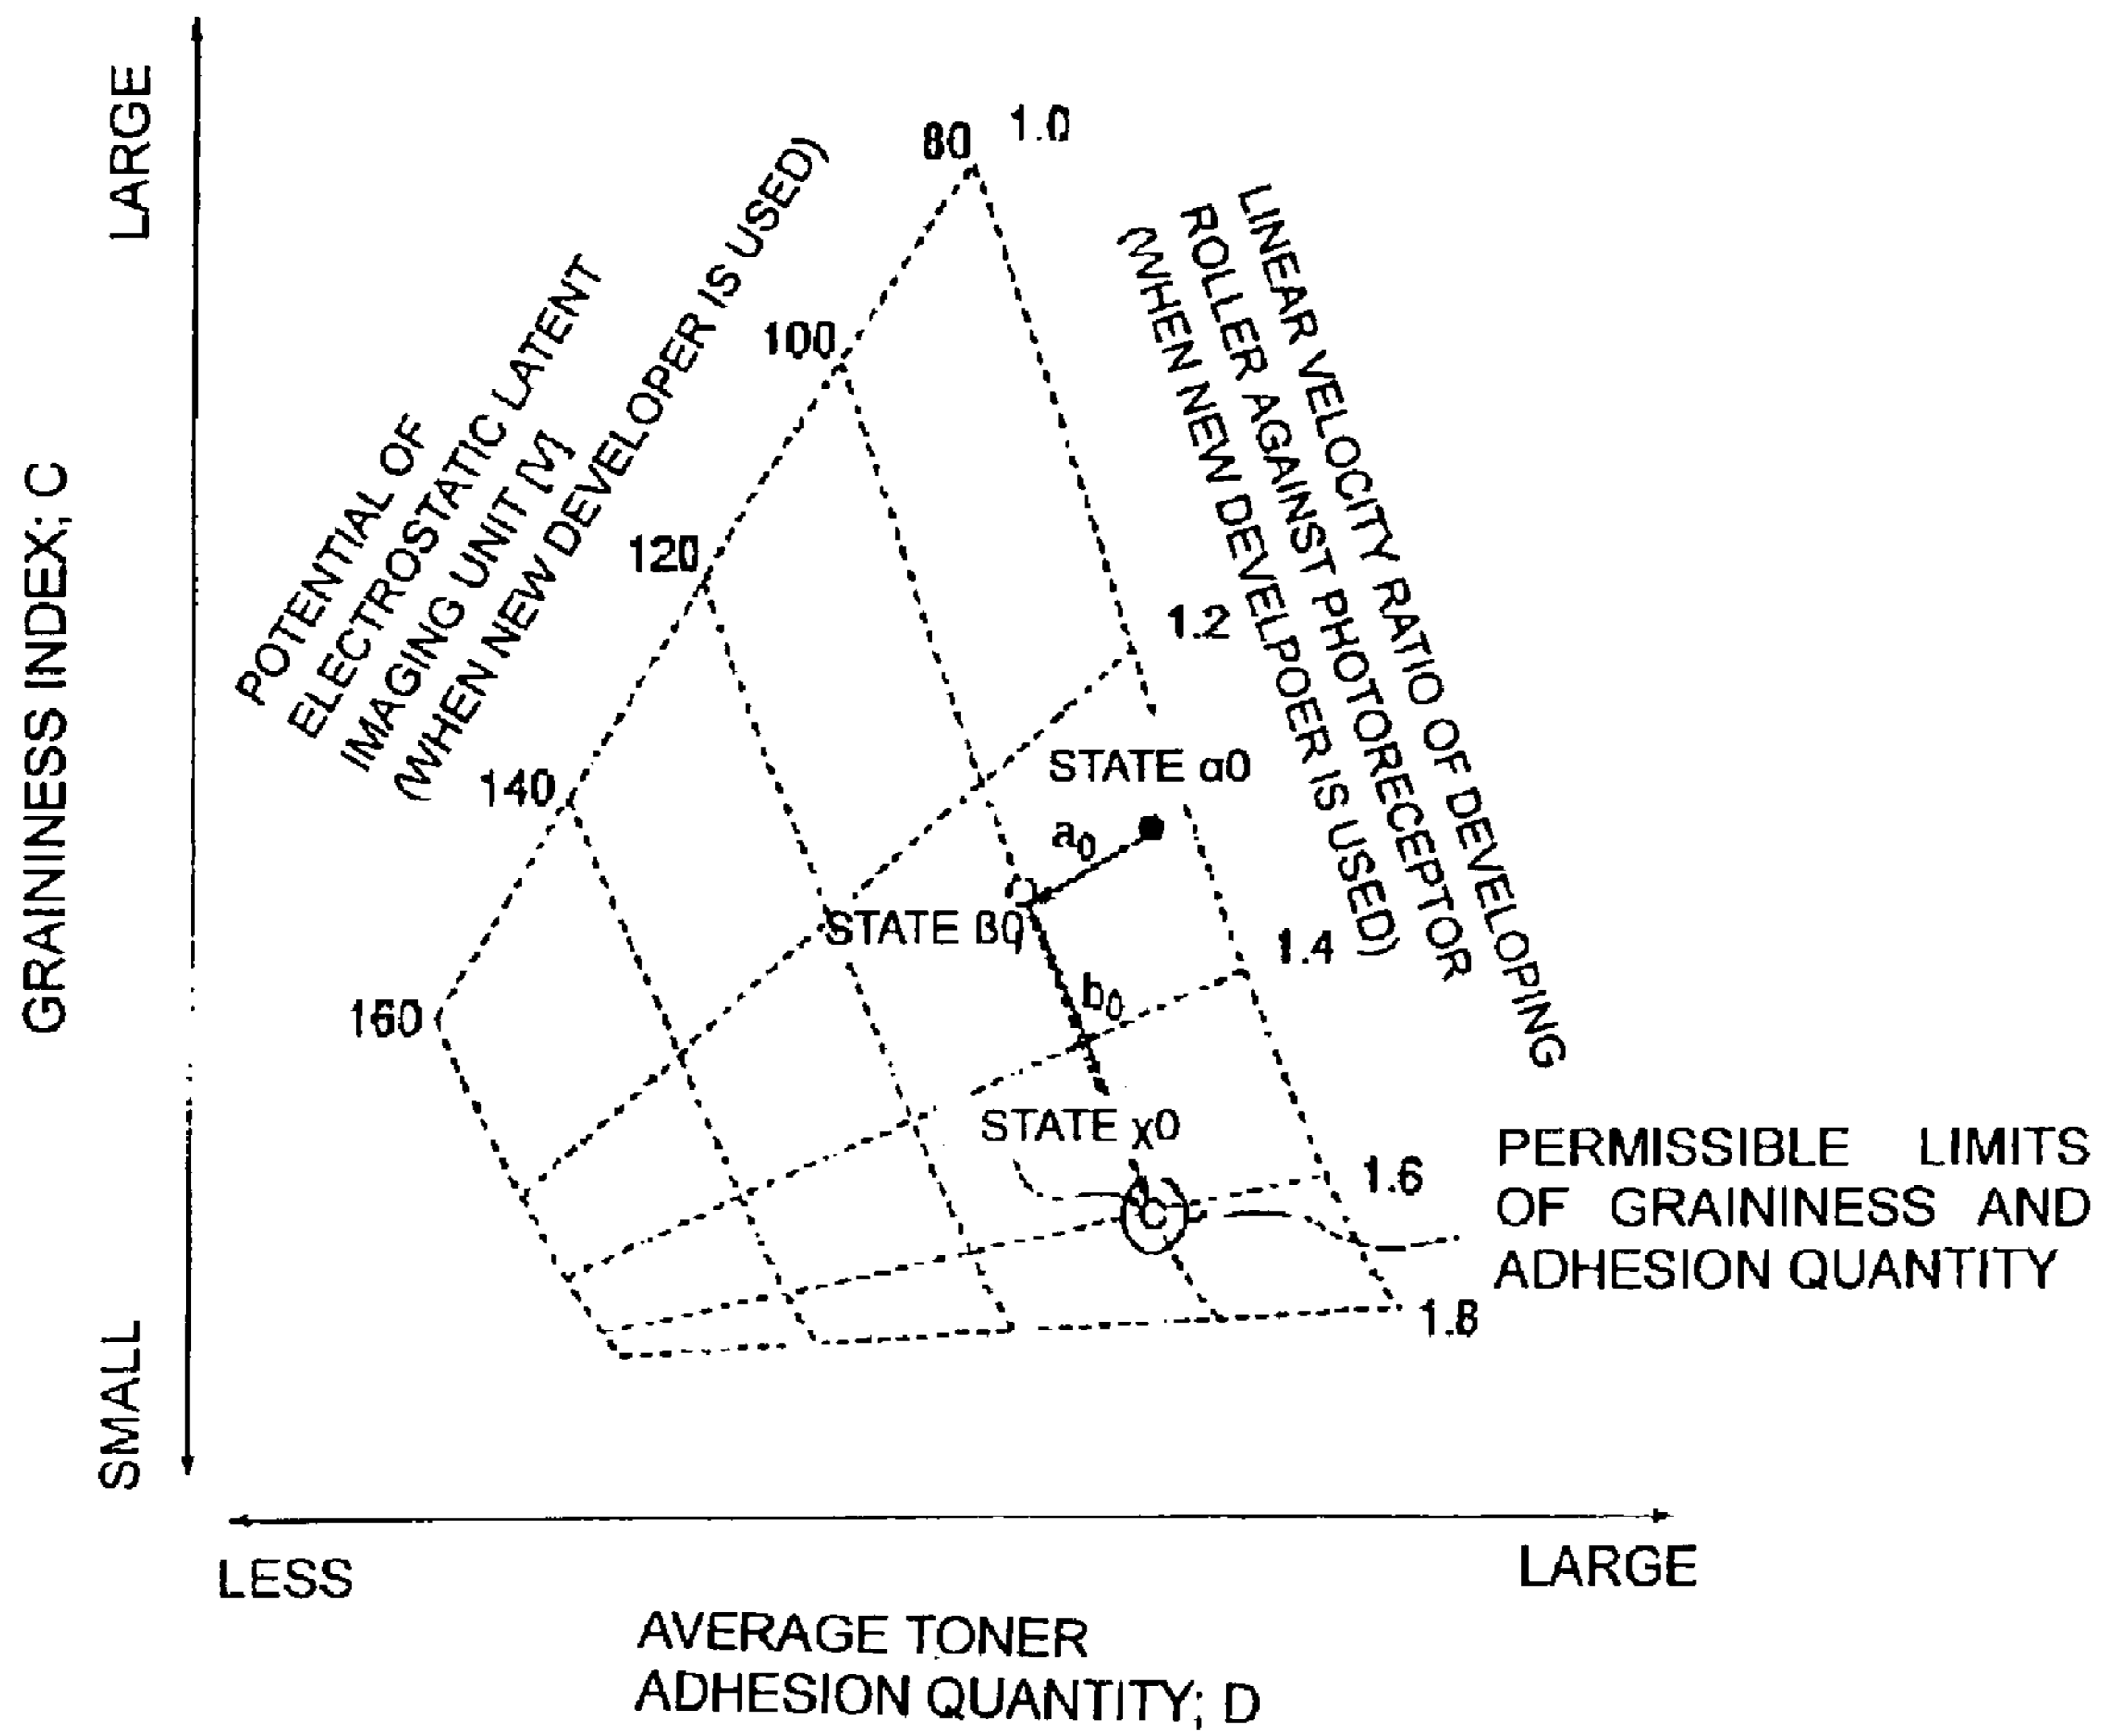 GRAININESS INDEX; C
LARGE
SMALL
POTENTIAL OF
ELECTROSTATIC LATENT
IMAGING UNIT [V]
(WHEN NEW DEVELOPER IS USED)
80
100
120
140
160
1.0
1.2
1.4
1.6
1.8
LINEAR VELOCITY RATIO OF DEVELOPING
ROLLER AGAINST PHOTORECEPTOR
(WHEN NEW DEVELPOER IS USED)
STATE α0
a0
STATE β0
b0
STATE χ0
PERMISSIBLE LIMITS
OF GRAININESS AND
ADHESION QUANTITY
LESS
LARGE
AVERAGE TONER
ADHESION QUANTITY; D